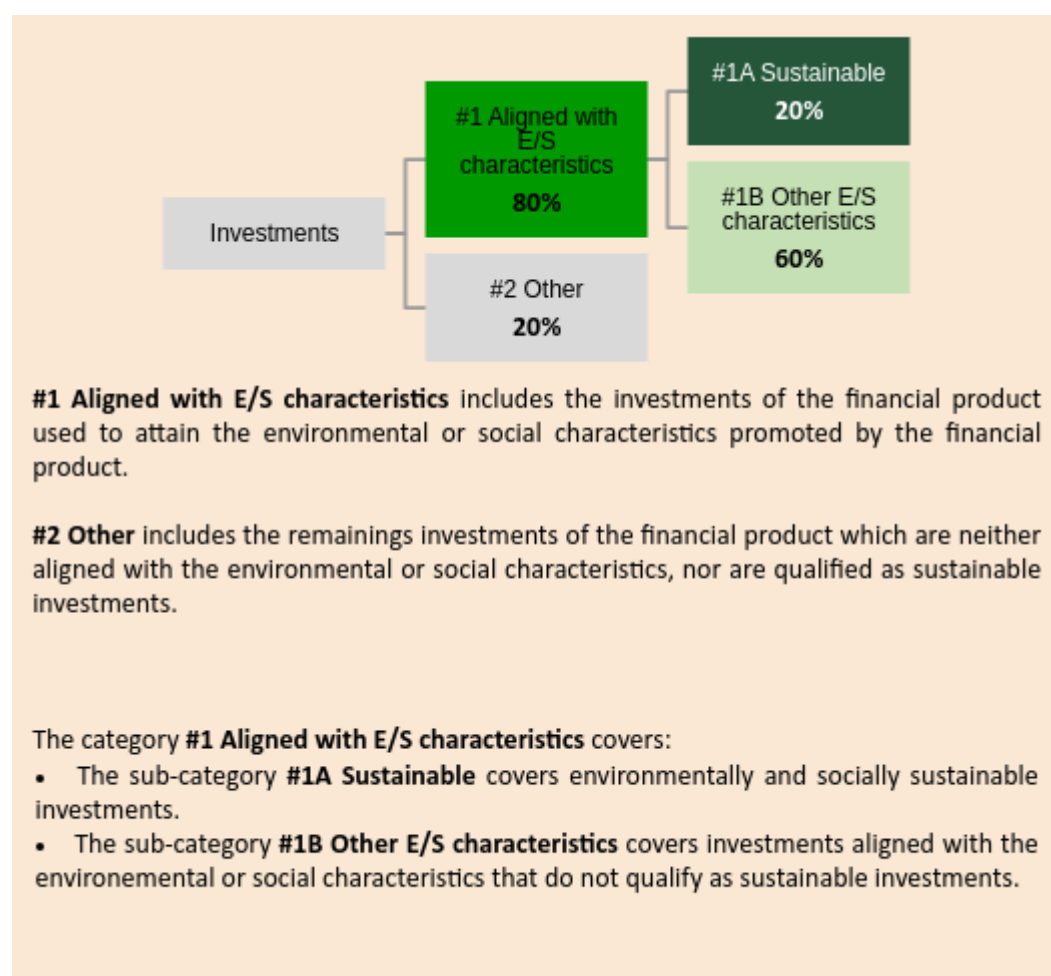 #1A Sustainable
20%
#1 Aligned with
E/S
characteristics
80%
#1B Other E/S
characteristics
60%
Investments
#2 Other
20%
#1 Aligned with E/S characteristics includes the investments of the financial product
used to attain the environmental or social characteristics promoted by the financial
product.
#2 Other includes the remainings investments of the financial product which are neither
aligned with the environmental or social characteristics, nor are qualified as sustainable
investments.
The category #1 Aligned with E/S characteristics covers:
• The sub-category #1A Sustainable covers environmentally and socially sustainable
investments.
• The sub-category #1B Other E/S characteristics covers investments aligned with the
environemental or social characteristics that do not qualify as sustainable investments.